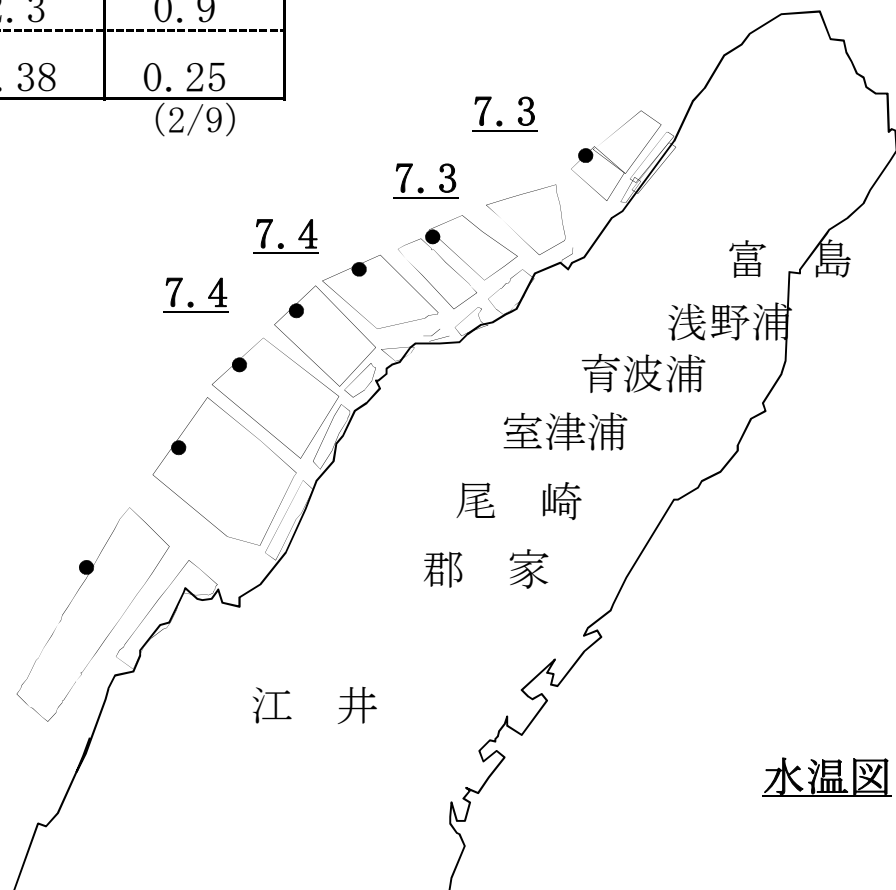 0.9
.38 0.25
(2/9)
7.3
7.3
7.4
7.4
富 島
浅野浦
育波浦
室津浦
尾 崎
郡 家
江 井
水温図